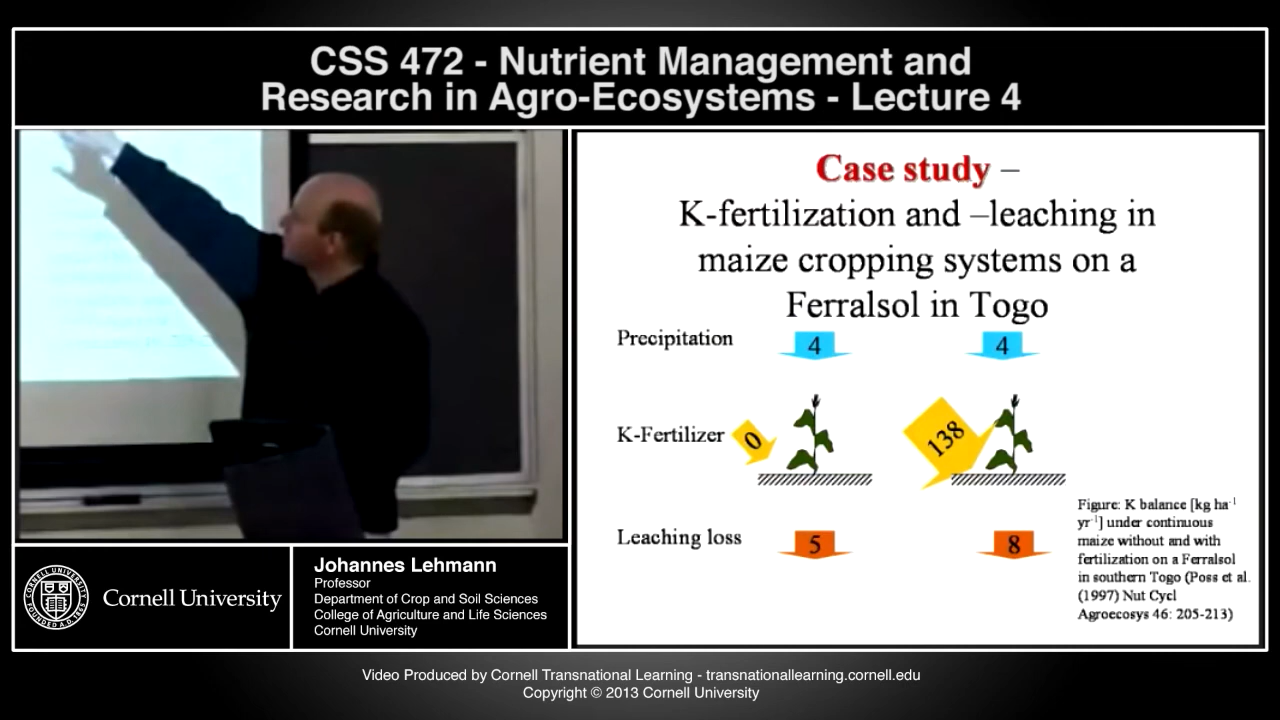 CSS 472 - Nutrient Management and
Research in Agro-Ecosystems - Lecture 4
Case study –
K-fertilization and –leaching in
maize cropping systems on a
Ferralsol in Togo
Precipitation 4 4
K-Fertilizer 0 138
Leaching loss 5 8
Figure: K balance [kg ha⁻¹
yr⁻¹] under continuous
maize without and with
fertilization on a Ferralsol
in southern Togo (Poss et al.
(1997) Nut Cycl
Agroecosys 46: 205-213)
Cornell University
Johannes Lehmann
Professor
Department of Crop and Soil Sciences
College of Agriculture and Life Sciences
Cornell University
Video Produced by Cornell Transnational Learning - transnationallearning.cornell.edu
Copyright © 2013 Cornell University